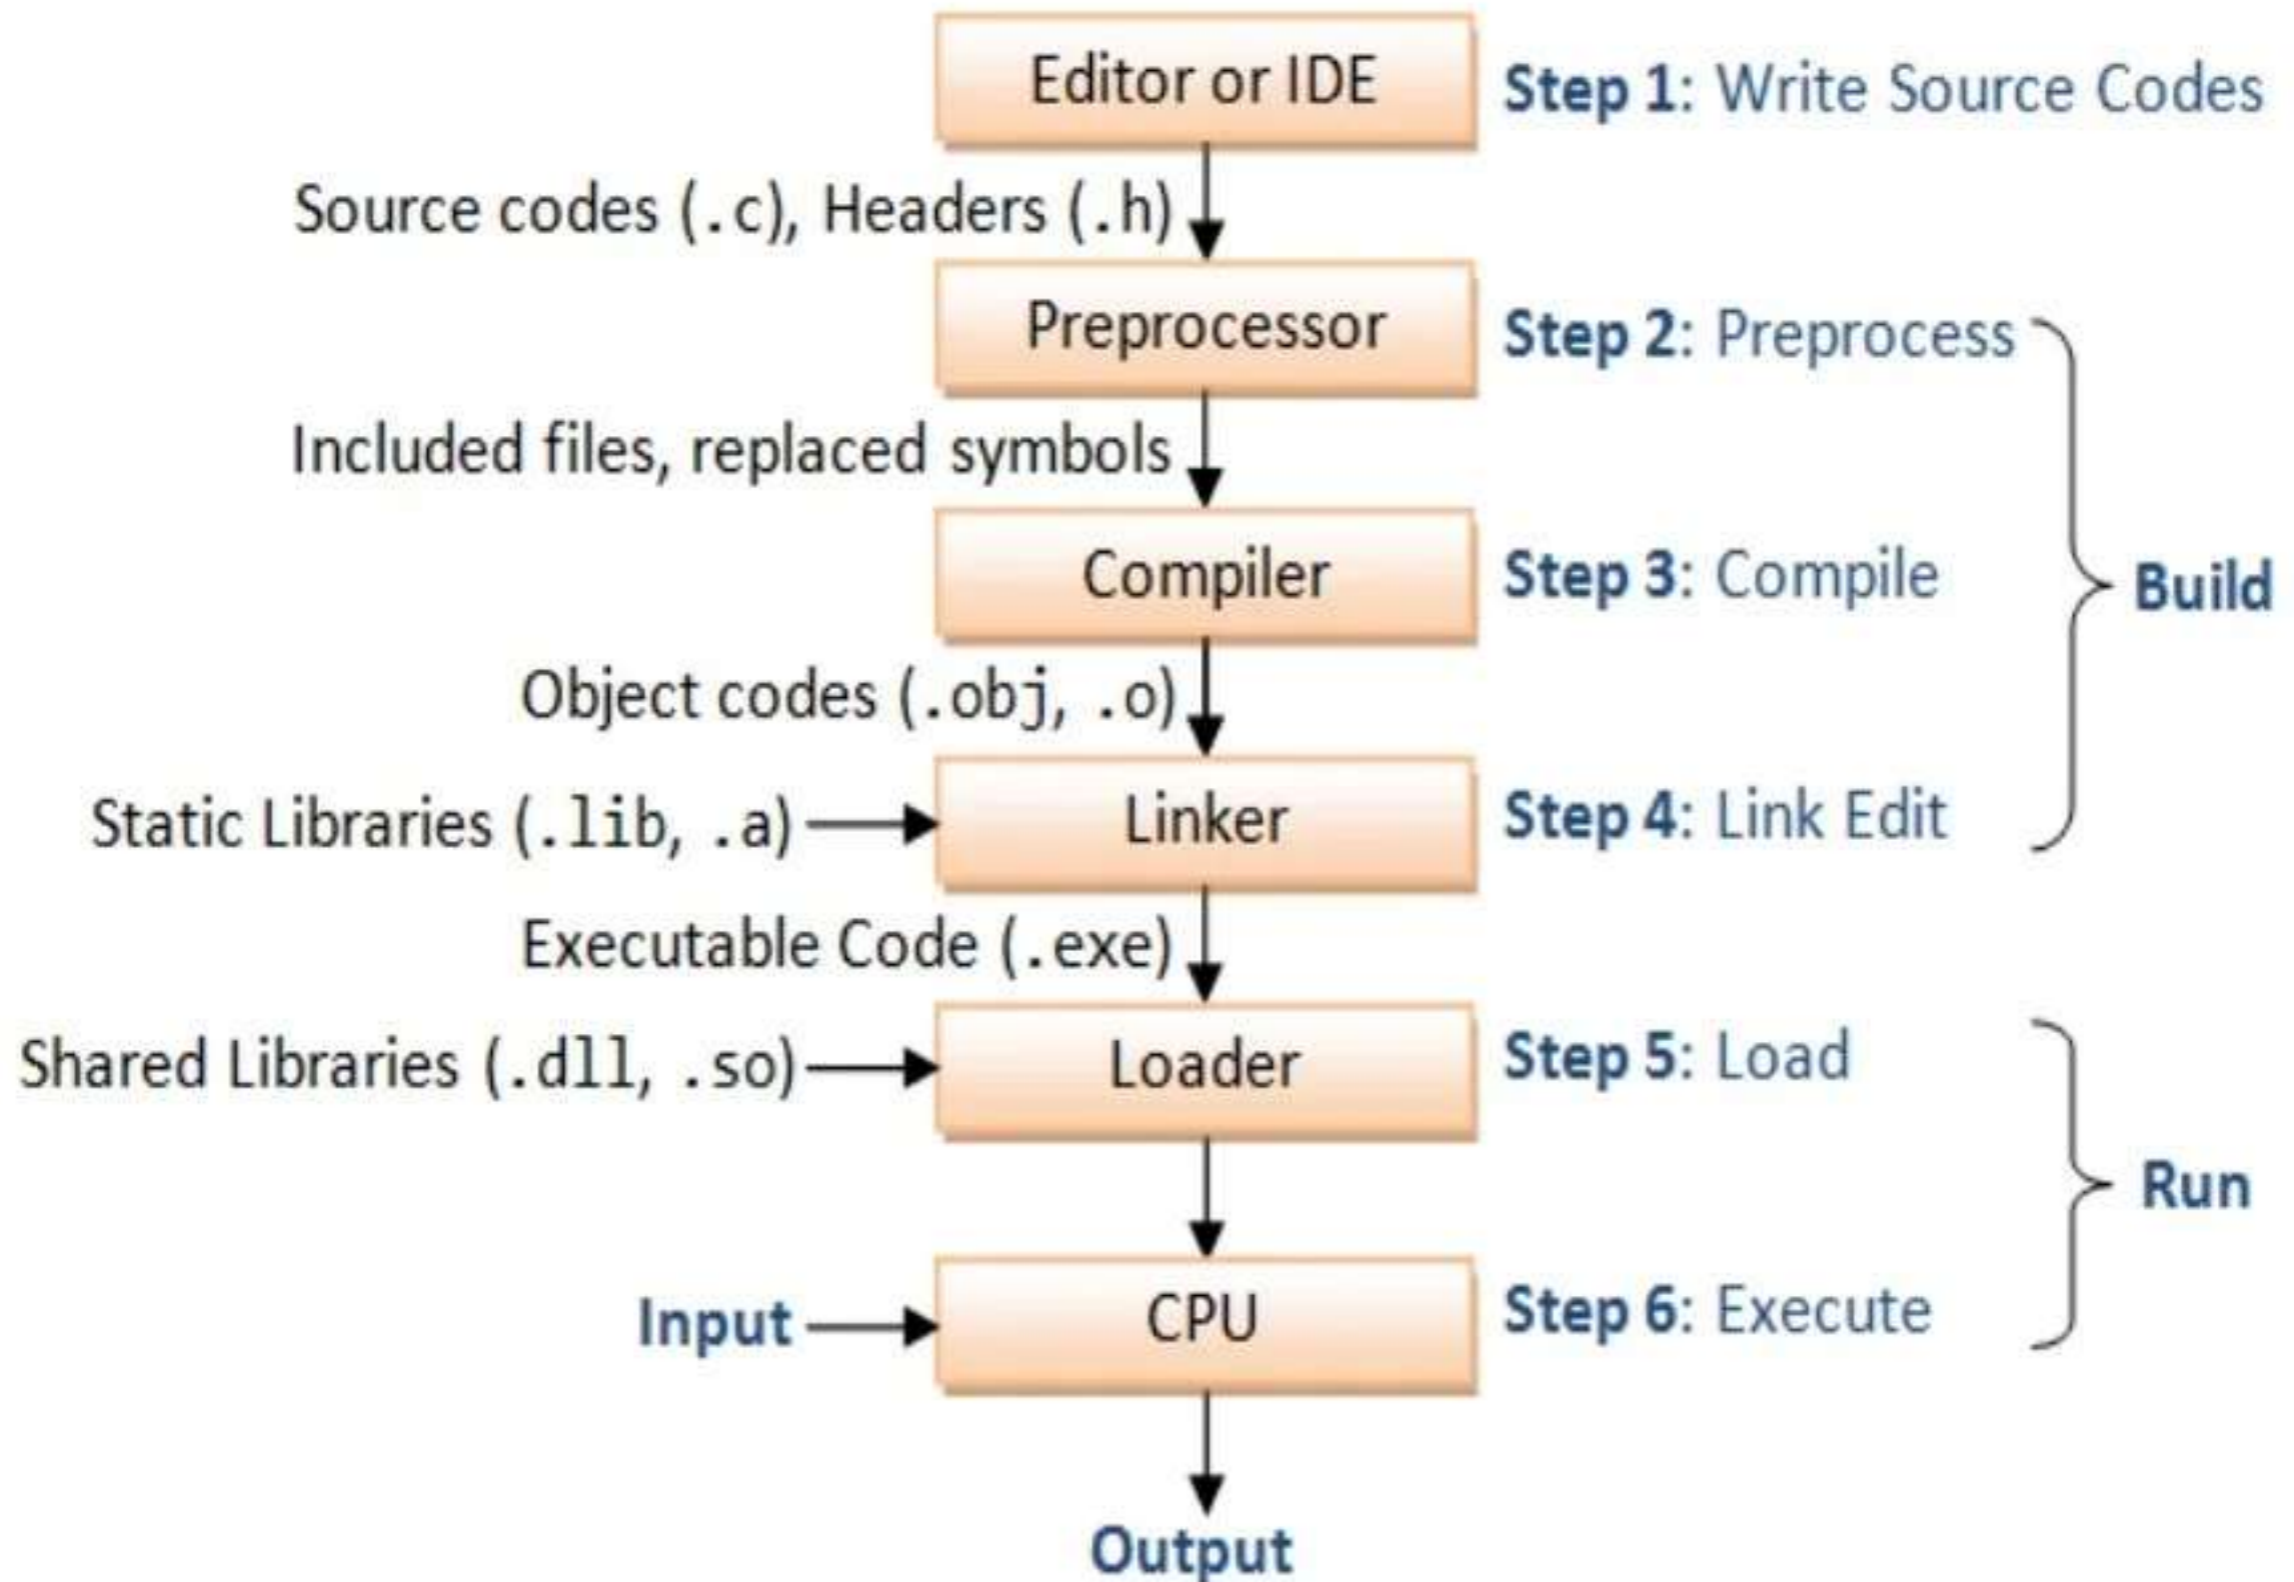 Editor or IDE
Step 1: Write Source Codes
Source codes (.c), Headers (.h)
Preprocessor
Step 2: Preprocess
Included files, replaced symbols
Compiler
Step 3: Compile
Build
Object codes (.obj, .o)
Static Libraries (.lib, .a)
Linker
Step 4: Link Edit
Executable Code (.exe)
Shared Libraries (.dll, .so)
Loader
Step 5: Load
Run
Input
CPU
Step 6: Execute
Output